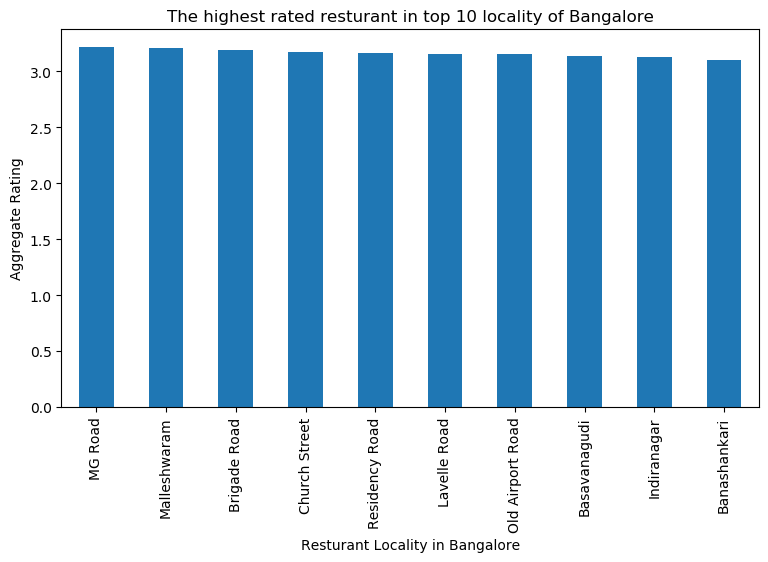 The highest rated resturant in top 10 locality of Bangalore
Aggregate Rating
3.0
2.5
2.0
1.5
1.0
0.5
0.0
MG Road
Malleshwaram
Brigade Road
Church Street
Residency Road
Lavelle Road
Old Airport Road
Basavanagudi
Indiranagar
Banashankari
Resturant Locality in Bangalore